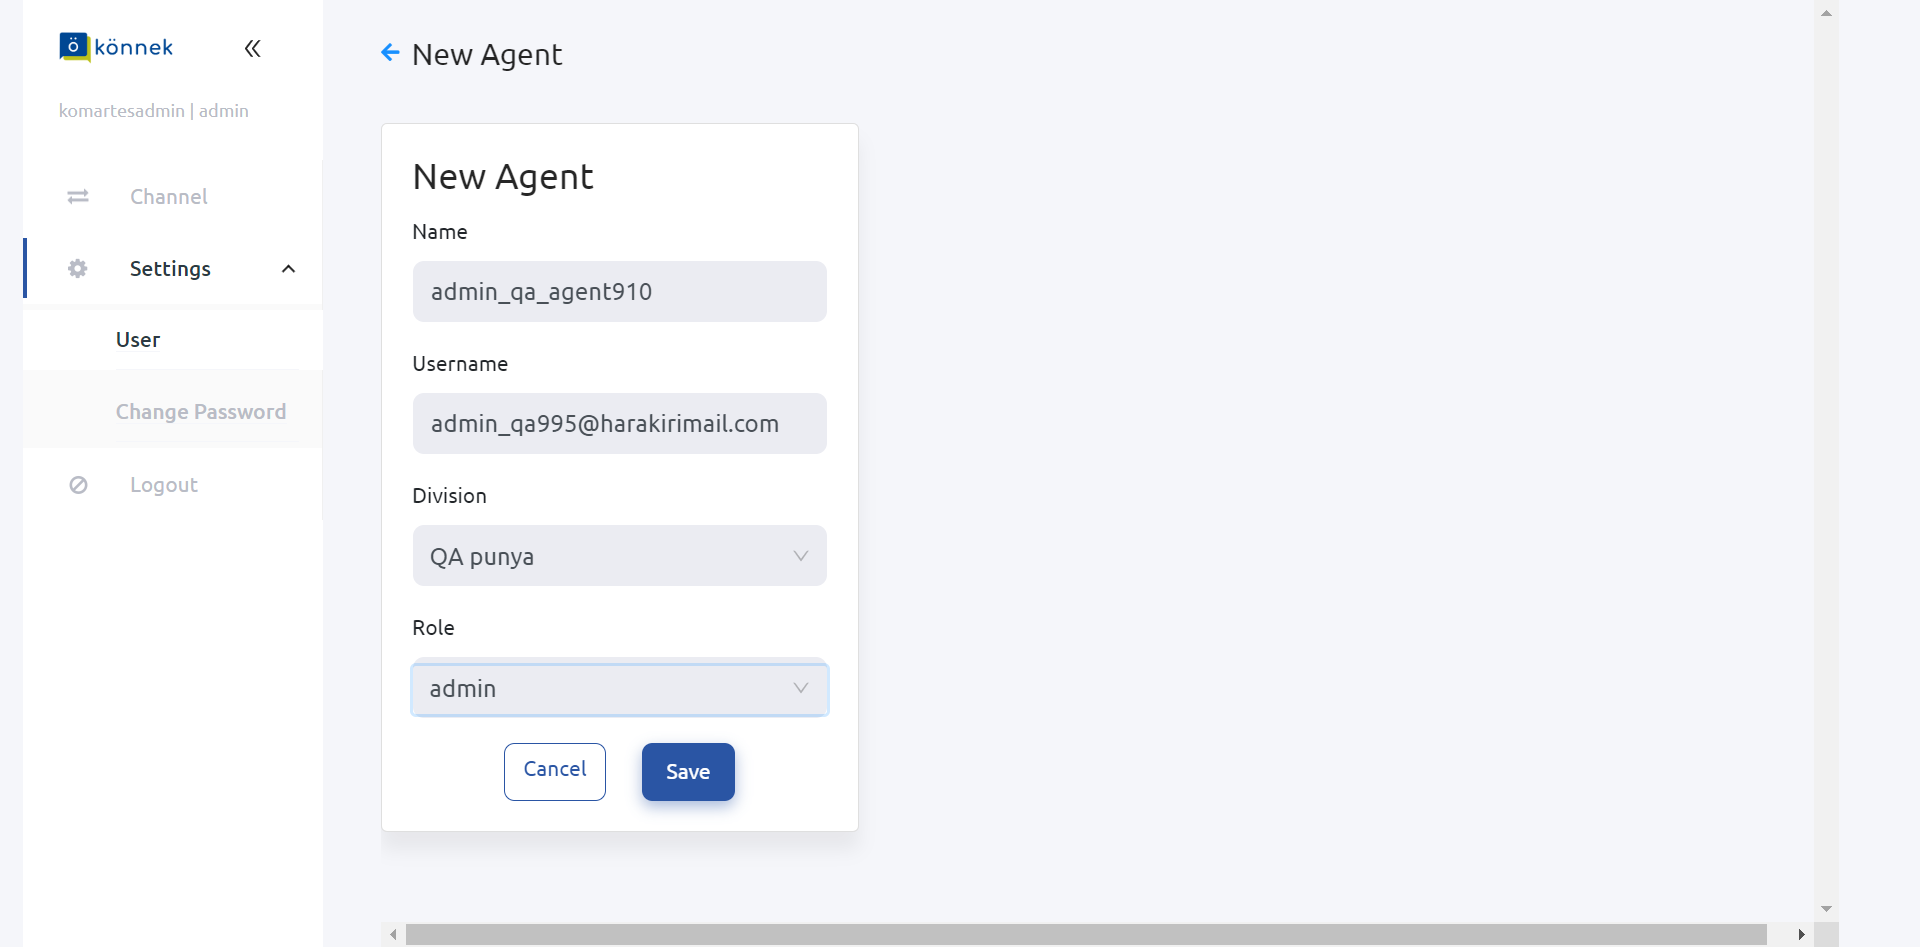 könnek
komartesadmin | admin
Channel
Settings
User
Change Password
Logout
New Agent
New Agent
Name
admin_qa_agent910
Username
admin_qa995@harakirimail.com
Division
QA punya
Role
admin
Cancel
Save